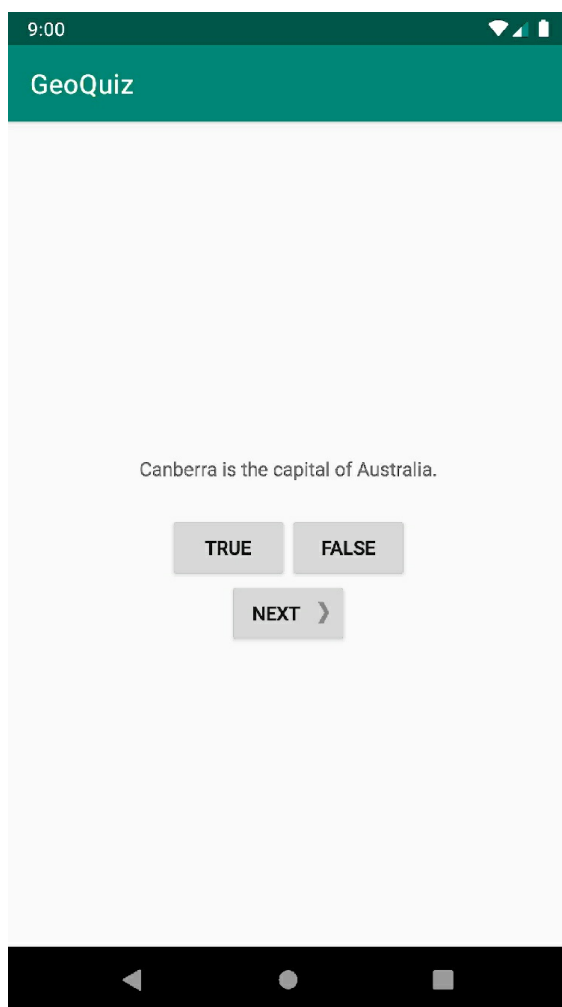 9:00
GeoQuiz
Canberra is the capital of Australia.
TRUE FALSE
NEXT